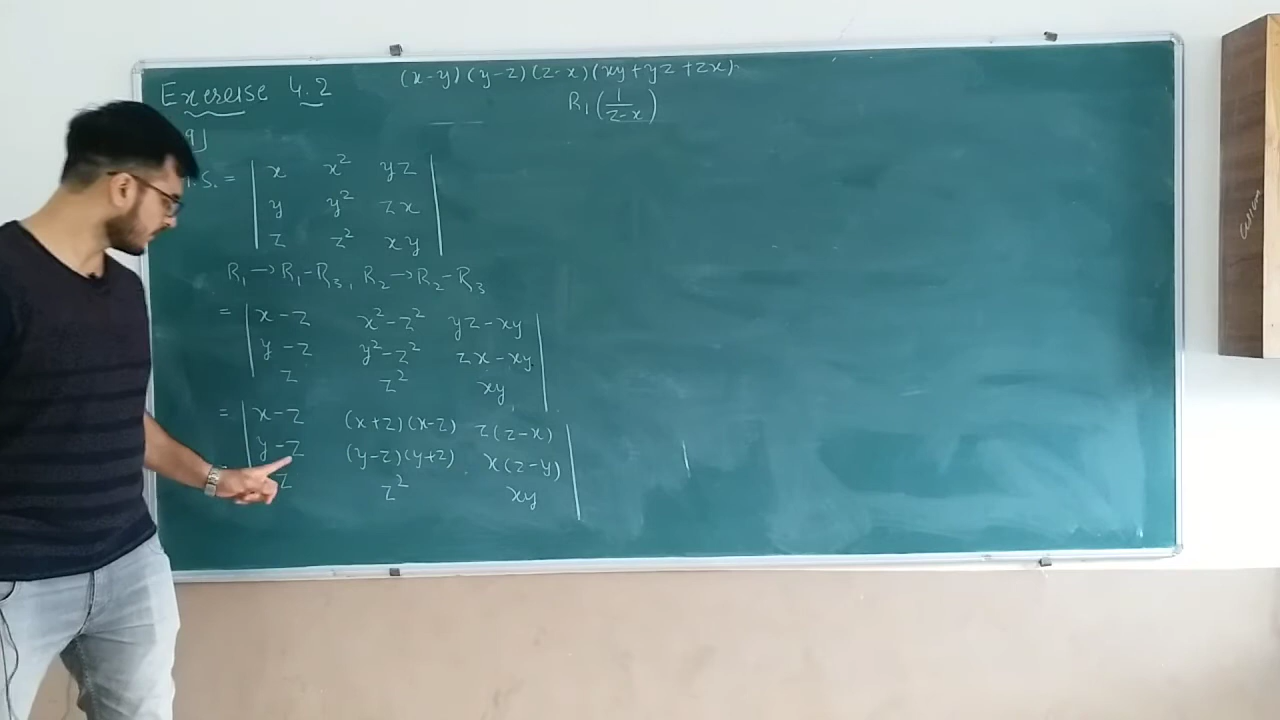 Exercise 4.2 (x-y)(y-z)(z-x)(xy+yz+zx).
R₁(1/(z-x))
9]
.S. = | x x² yz |
| y y² zx |
| z z² xy |
R₁→R₁-R₃, R₂→R₂-R₃
= | x-z x²-z² yz-xy |
| y-z y²-z² zx-xy |
| z z² xy |
= | x-z (x+z)(x-z) z(z-x) |
| y-z (y-z)(y+z) x(z-y) |
| z z² xy |